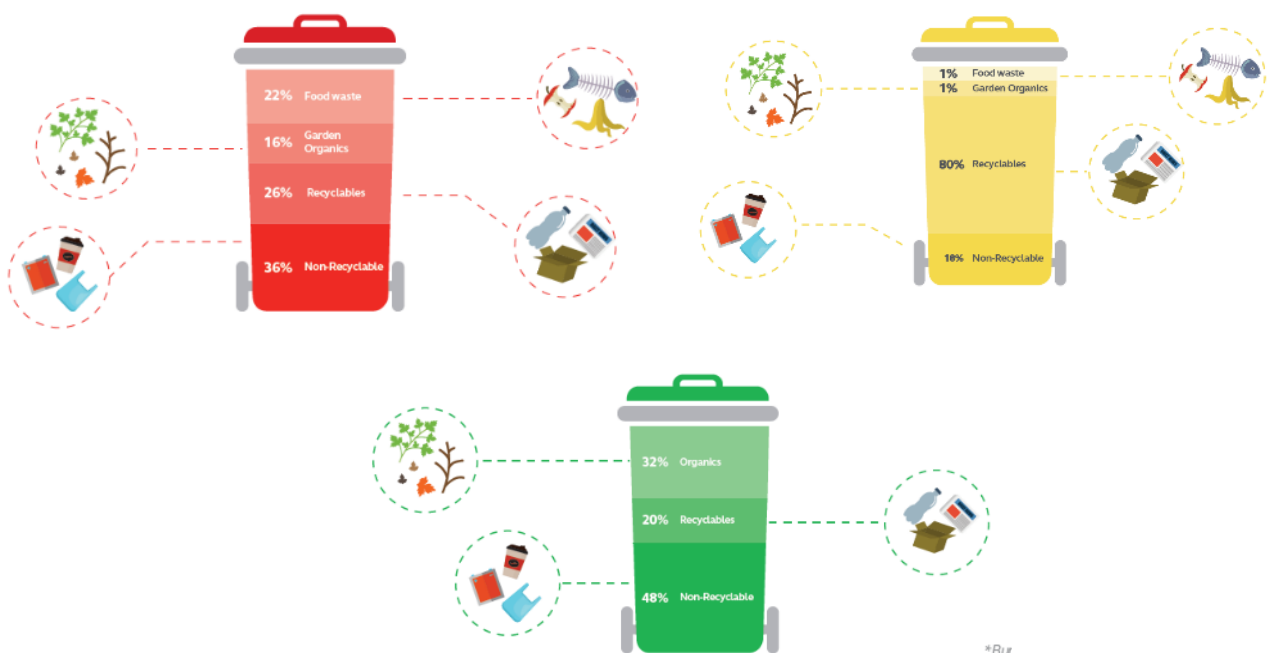 22% Food waste
16% Garden
Organics
26% Recyclables
36% Non-Recyclable
1% Food waste
1% Garden Organics
80% Recyclables
18% Non-Recyclable
32% Organics
20% Recyclables
48% Non-Recyclable